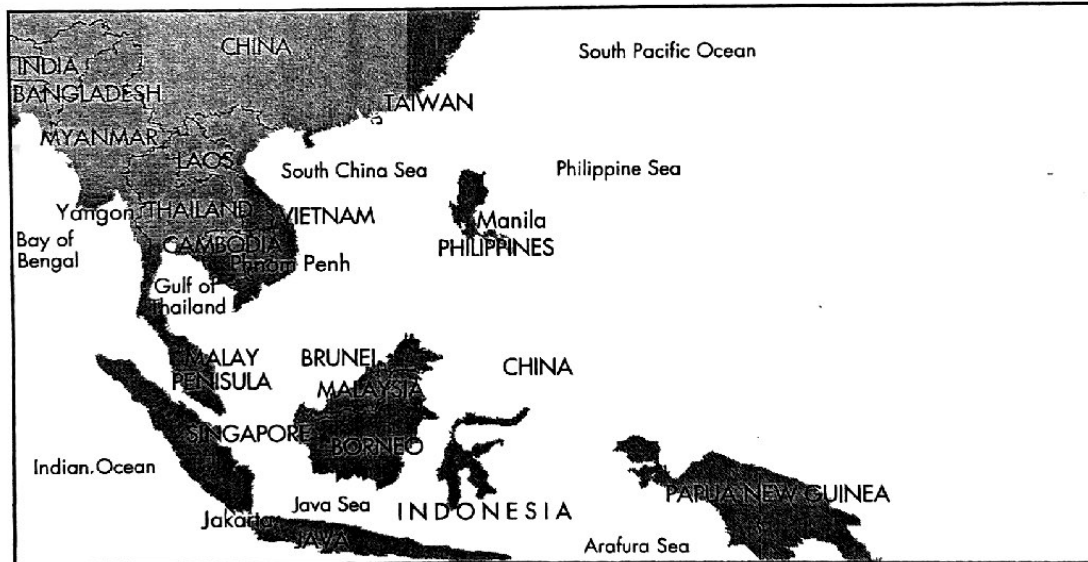 CHINA
South Pacific Ocean
INDIA
BANGLADESH
TAIWAN
MYANMAR
LAOS
South China Sea
Philippine Sea
Yangon
THAILAND
VIETNAM
Manila
Bay of
Bengal
CAMBODIA
PHILIPPINES
Phnam Penh
Gulf of
Thailand
MALAY
PENISULA
BRUNEI
CHINA
MALAYSIA
SINGAPORE
BORNEO
Indian.Ocean
PAPUA NEW GUINEA
Java Sea
INDONESIA
Jakarta
JAVA
Arafura Sea